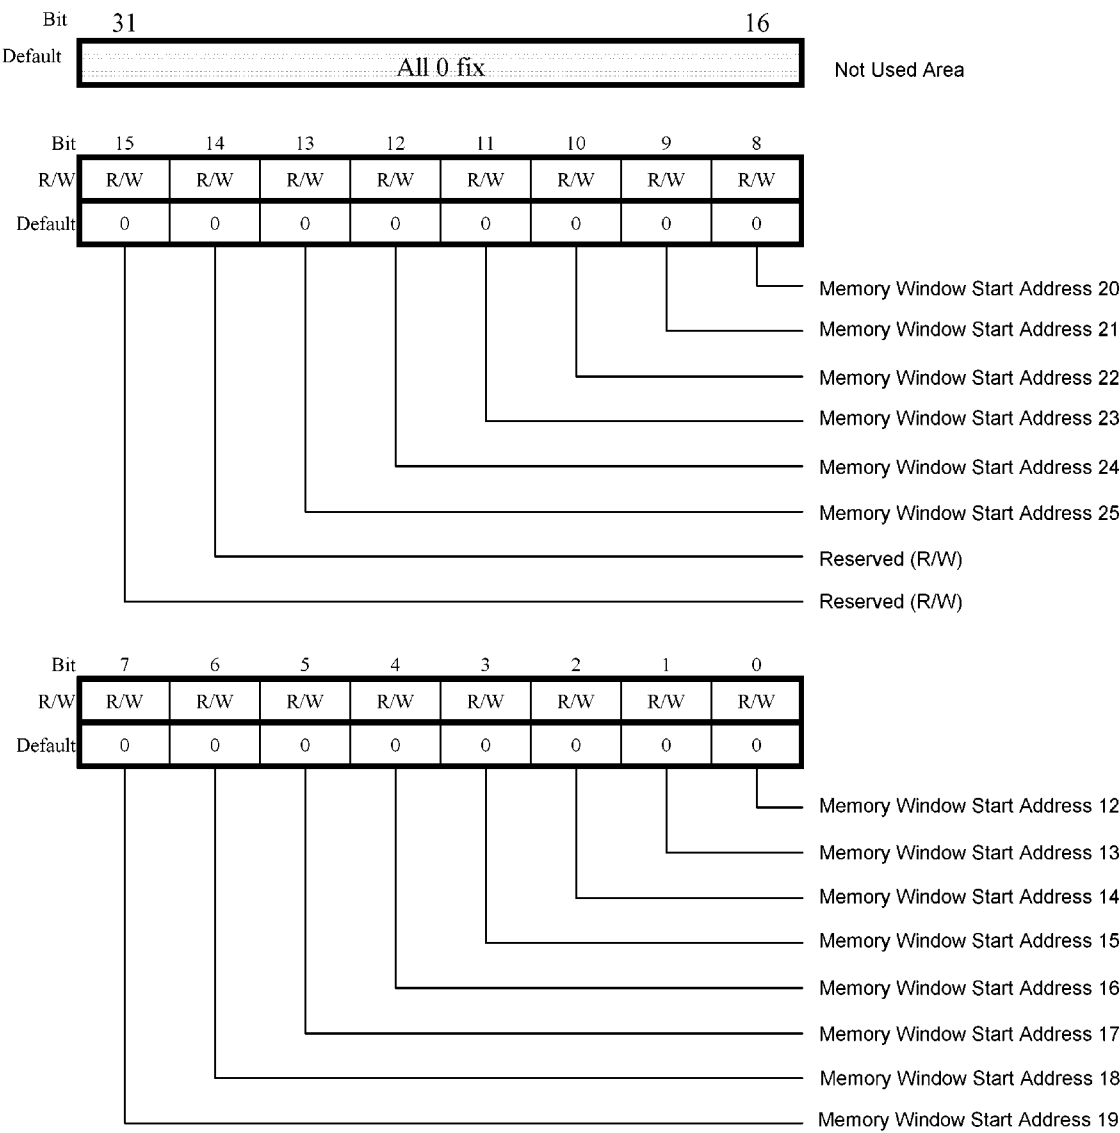 Bit 31 16
Default All 0 fix Not Used Area
Bit 15 14 13 12 11 10 9 8
R/W R/W R/W R/W R/W R/W R/W R/W R/W
Default 0 0 0 0 0 0 0 0
Memory Window Start Address 20
Memory Window Start Address 21
Memory Window Start Address 22
Memory Window Start Address 23
Memory Window Start Address 24
Memory Window Start Address 25
Reserved (R/W)
Reserved (R/W)
Bit 7 6 5 4 3 2 1 0
R/W R/W R/W R/W R/W R/W R/W R/W R/W
Default 0 0 0 0 0 0 0 0
Memory Window Start Address 12
Memory Window Start Address 13
Memory Window Start Address 14
Memory Window Start Address 15
Memory Window Start Address 16
Memory Window Start Address 17
Memory Window Start Address 18
Memory Window Start Address 19